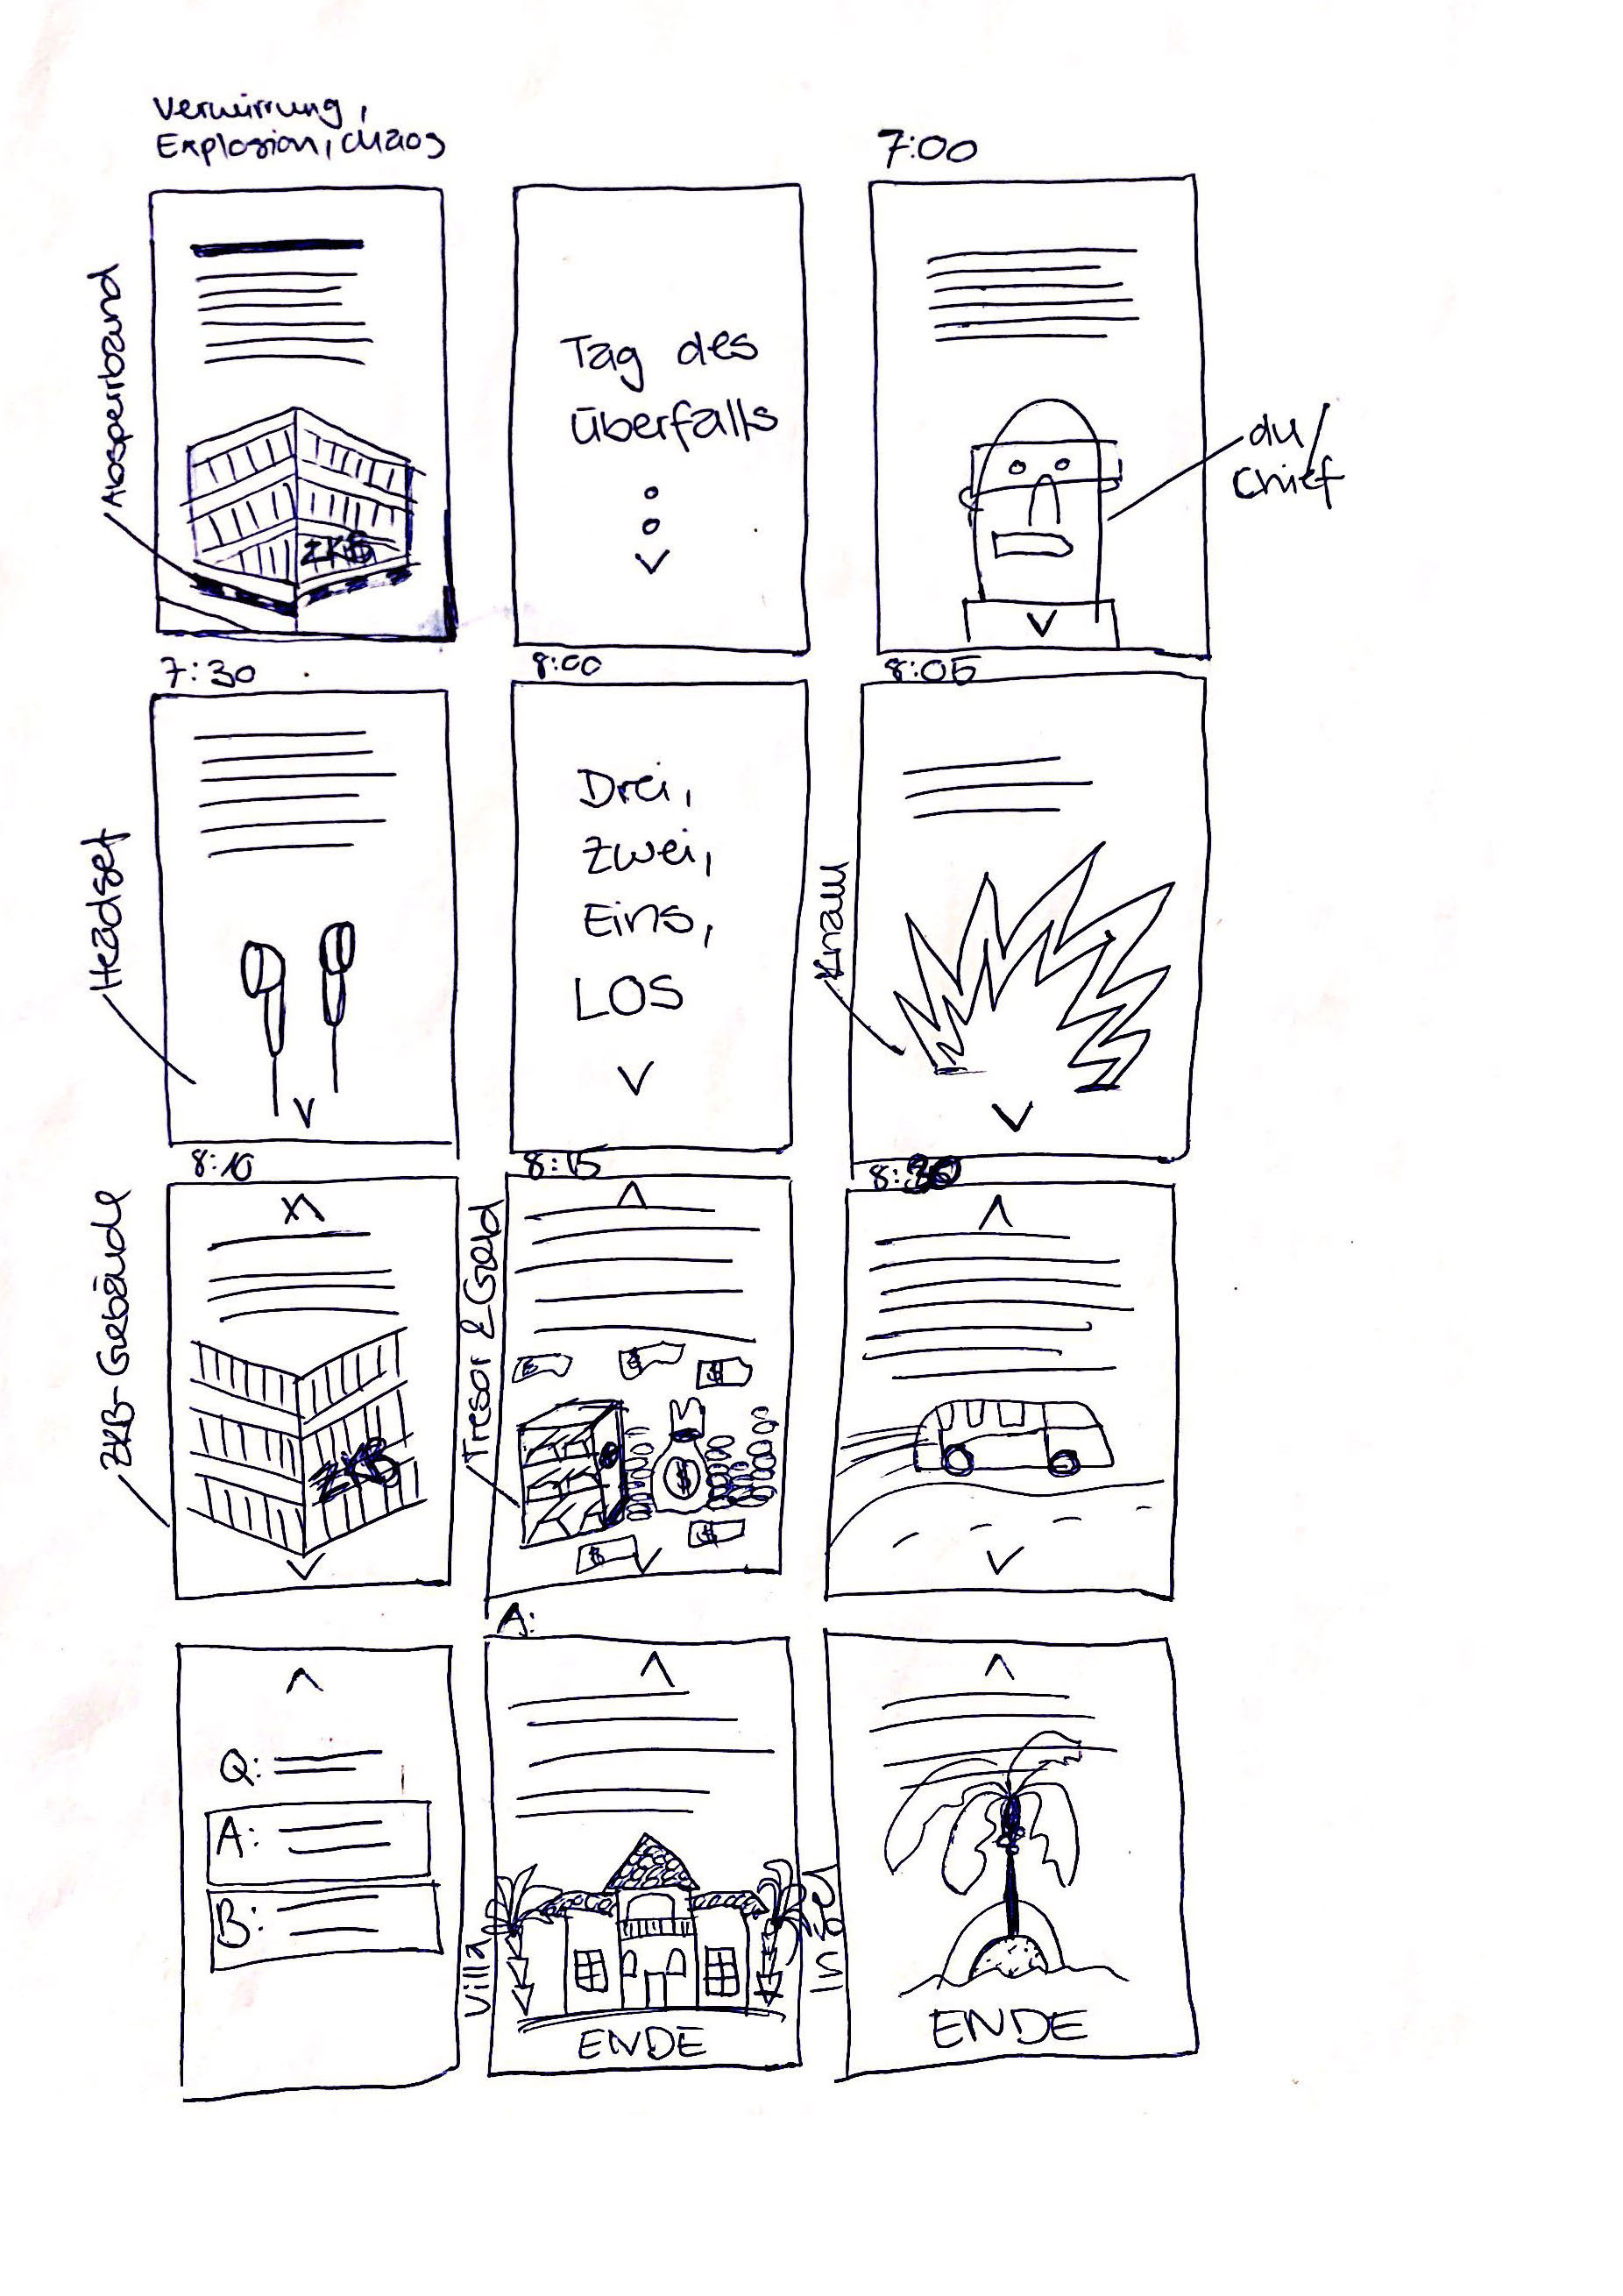 Verwirrung,
Explosion, chaos
7:00
Absperrband
ZKB
Tag des
überfalls
du/
Chief
7:30
8:00
8:05
Headset
Drei,
zwei,
Eins,
LOS
Knall
8:10
8:15
8:30
ZKB-Gebäude
ZKB
Tresor & Geld
$
$
$
$
$
$
A:
Q:
A:
B:
Villa
ENDE
Insel
ENDE